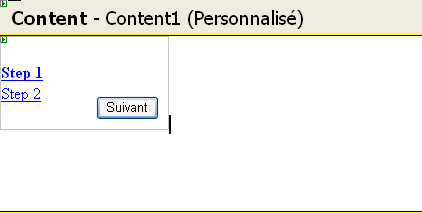 Content - Content1 (Personnalisé)
Step 1
Step 2
Suivant